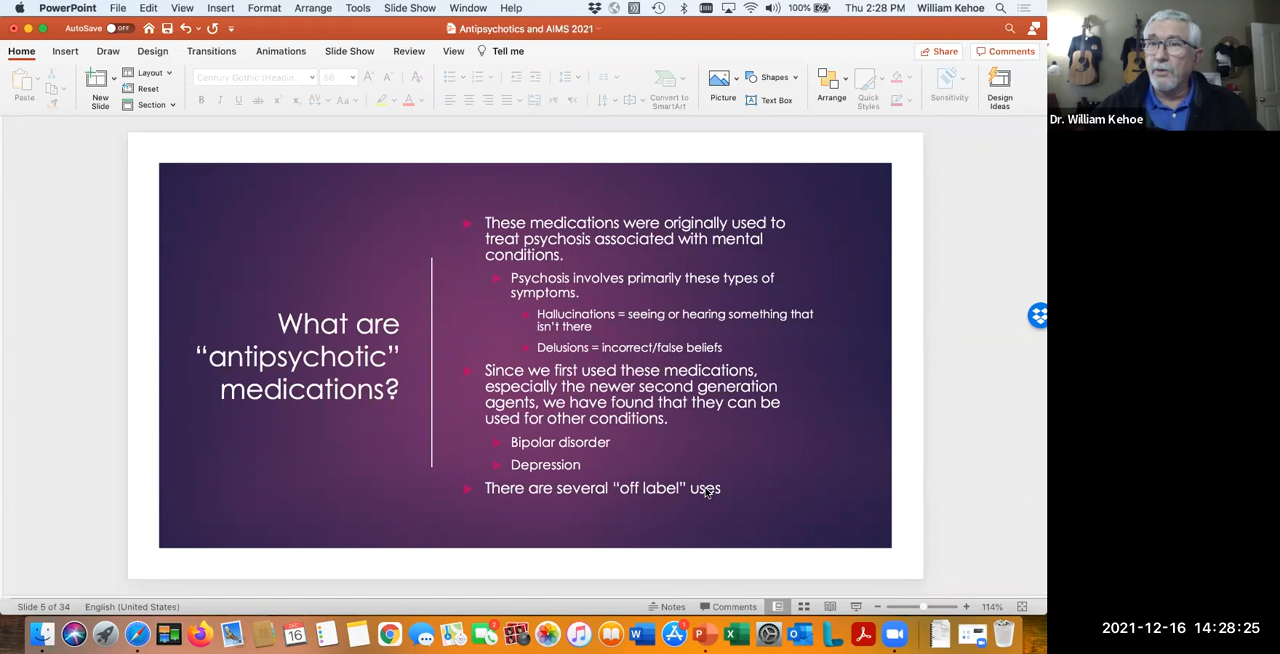 PowerPoint File Edit View Insert Format Arrange Tools Slide Show Window Help 100% Thu 2:28 PM William Kehoe
AutoSave OFF Antipsychotics and AIMS 2021
Home Insert Draw Design Transitions Animations Slide Show Review View Tell me Share Comments
Paste
New
Slide
Layout
Reset
Section
Century Gothic (Headin... 56
B I U ab
Convert to
SmartArt
Picture
Shapes
Text Box
Arrange
Quick
Styles
Sensitivity
Design
Ideas
Dr. William Kehoe
What are
“antipsychotic”
medications?
These medications were originally used to
treat psychosis associated with mental
conditions.
Psychosis involves primarily these types of
symptoms.
Hallucinations = seeing or hearing something that
isn’t there
Delusions = incorrect/false beliefs
Since we first used these medications,
especially the newer second generation
agents, we have found that they can be
used for other conditions.
Bipolar disorder
Depression
There are several “off label” uses
Slide 5 of 34 English (United States) Notes Comments 114%
DEC
16
2021-12-16 14:28:25